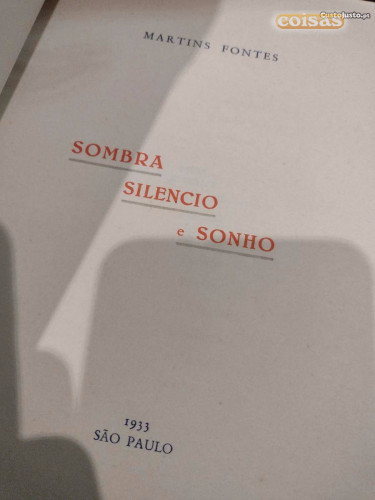 coisas
CustoJusto.pt
MARTINS FONTES
SOMBRA
SILENCIO
e SONHO
1933
SÃO PAULO